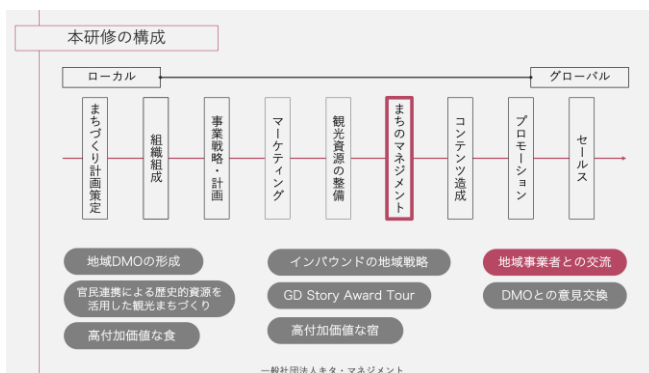 本研修の構成
ローカル
グローバル
まちづくり計画策定
組織組成
事業戦略・計画
マーケティング
観光資源の整備
まちのマネジメント
コンテンツ造成
プロモーション
セールス
地域DMOの形成
インバウンドの地域戦略
地域事業者との交流
官民連携による歴史的資源を
活用した観光まちづくり
GD Story Award Tour
DMOとの意見交換
高付加価値な食
高付加価値な宿
一般社団法人キタ・マネジメント